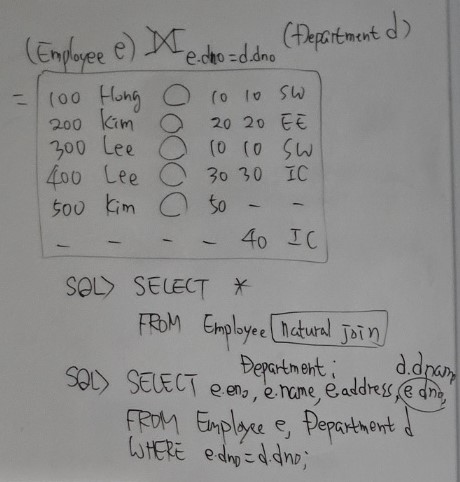 (Employee e) ⟗ e.dno=d.dno (Department d)
= 100 Hong ○ 10 10 SW
200 Kim ○ 20 20 EE
300 Lee ○ 10 10 SW
400 Lee ○ 30 30 IC
500 Kim ○ 50 - -
- - - - 40 IC
SQL> SELECT *
FROM Employee natural join
Department;
d.dname
SQL> SELECT e.eno, e.name, e.address, e.dno,
FROM Employee e, Department d
WHERE e.dno=d.dno;